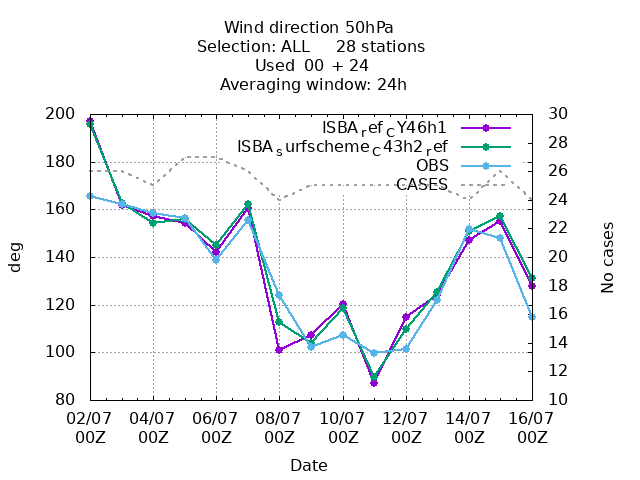 Wind direction 50hPa
Selection: ALL 28 stations
Used 00 + 24
Averaging window: 24h
200
180
160
140
120
100
80
deg
30
28
26
24
22
20
18
16
14
12
10
No cases
ISBA_ref_CY46h1
ISBA_surfscheme_C43h2_ref
OBS
CASES
02/07 04/07 06/07 08/07 10/07 12/07 14/07 16/07
00Z 00Z 00Z 00Z 00Z 00Z 00Z 00Z
Date